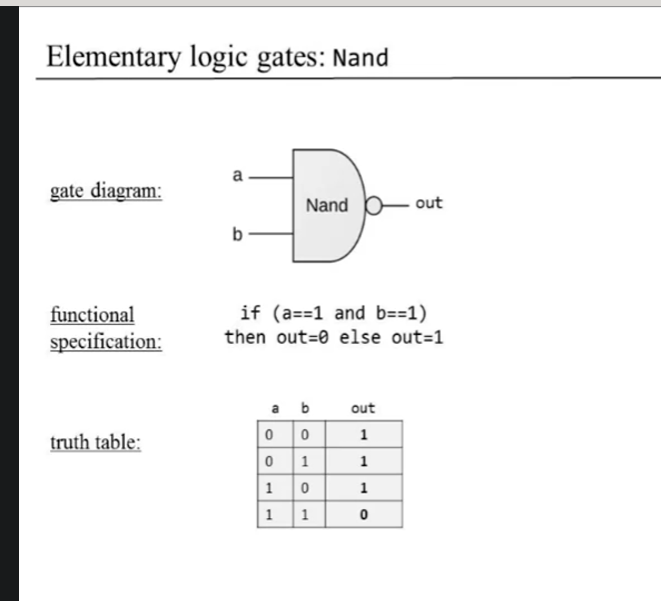 Elementary logic gates: Nand
gate diagram:
a
Nand
out
b
functional
specification:
if (a==1 and b==1)
then out=0 else out=1
truth table:
a b out
0 0 1
0 1 1
1 0 1
1 1 0